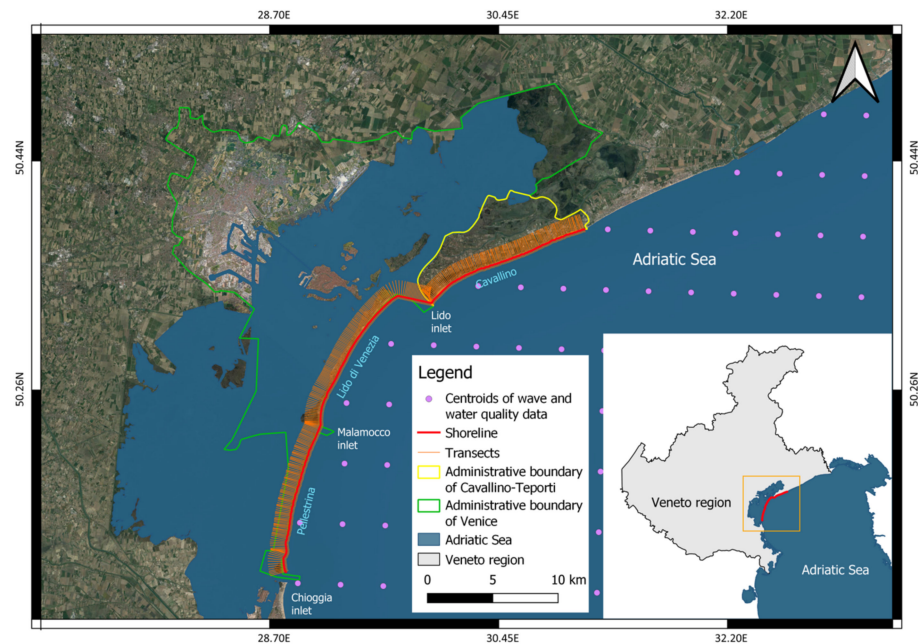 28.70E
30.45E
32.20E
50.44N
50.44N
Adriatic Sea
Cavallino
Lido
inlet
Lido di Venezia
50.26N
50.26N
Malamocco
inlet
Pellestrina
Chioggia
inlet
Legend
Centroids of wave and
water quality data
Shoreline
Transects
Administrative boundary
of Cavallino-Teporti
Administrative boundary
of Venice
Adriatic Sea
Veneto region
0
5
10 km
Veneto region
Adriatic Sea
28.70E
30.45E
32.20E